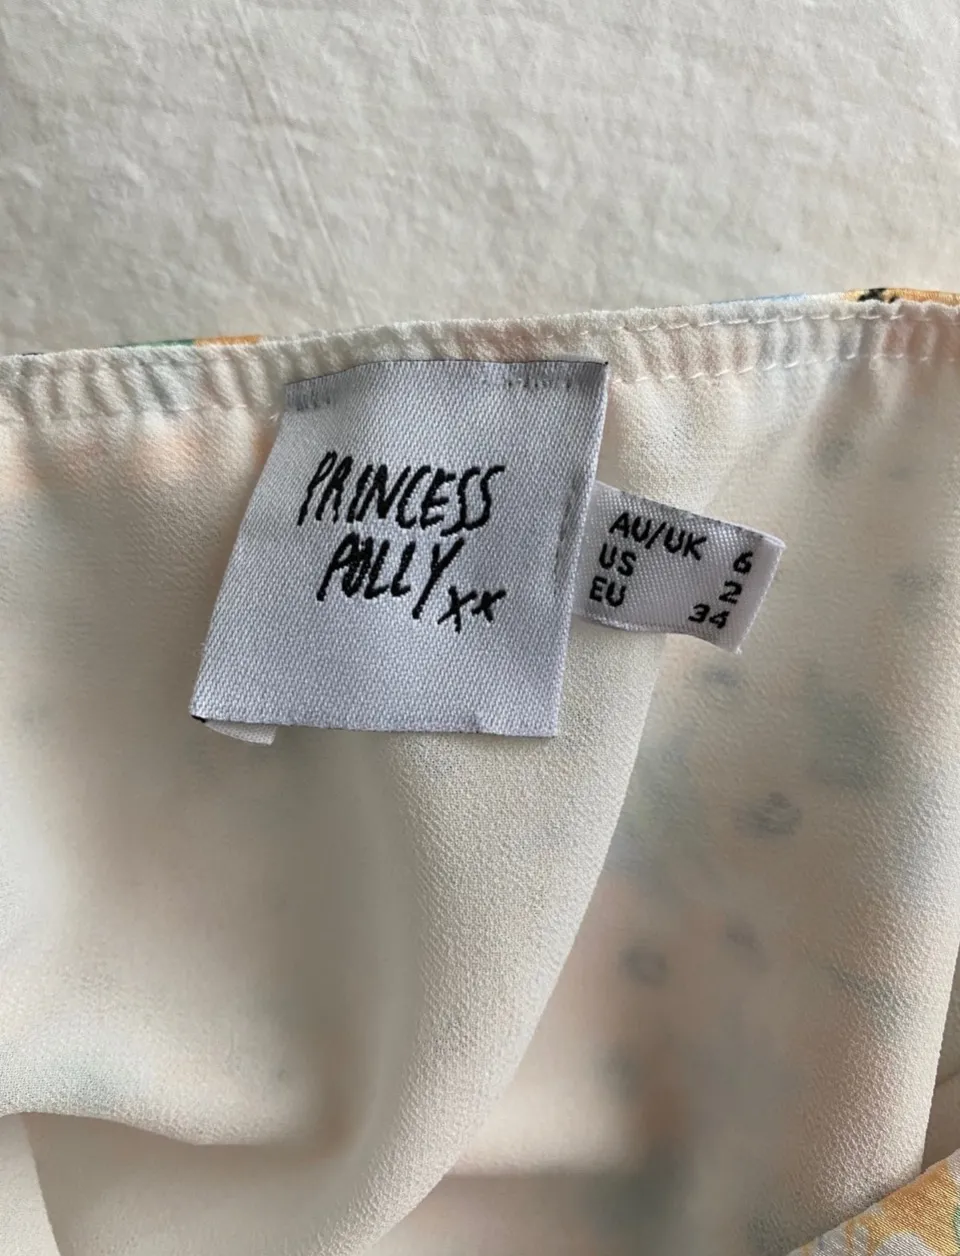 PRINCESS
POLLY xx
AU/UK 6
US 2
EU 34